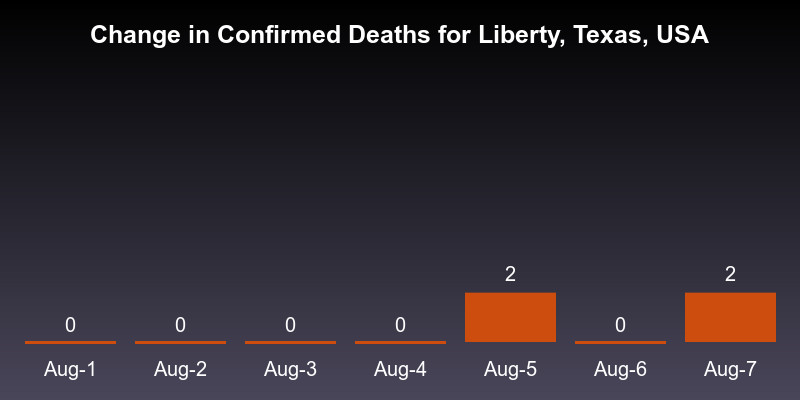 Change in Confirmed Deaths for Liberty, Texas, USA
0 0 0 0 2 0 2
Aug-1 Aug-2 Aug-3 Aug-4 Aug-5 Aug-6 Aug-7